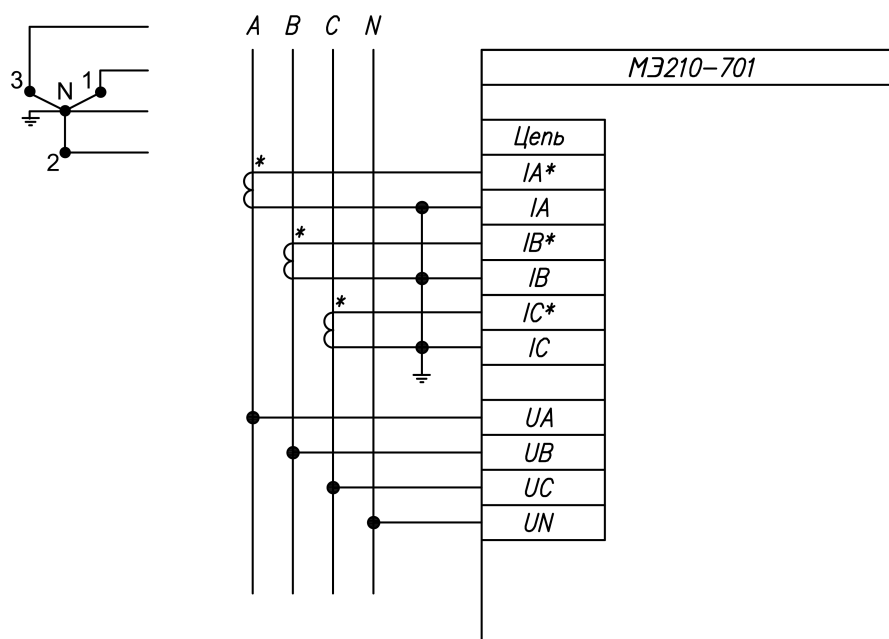 A B C N
МЭ210-701
3 N 1
2
Цепь
*
IA*
IA
*
IB*
IB
*
IC*
IC
UA
UB
UC
UN